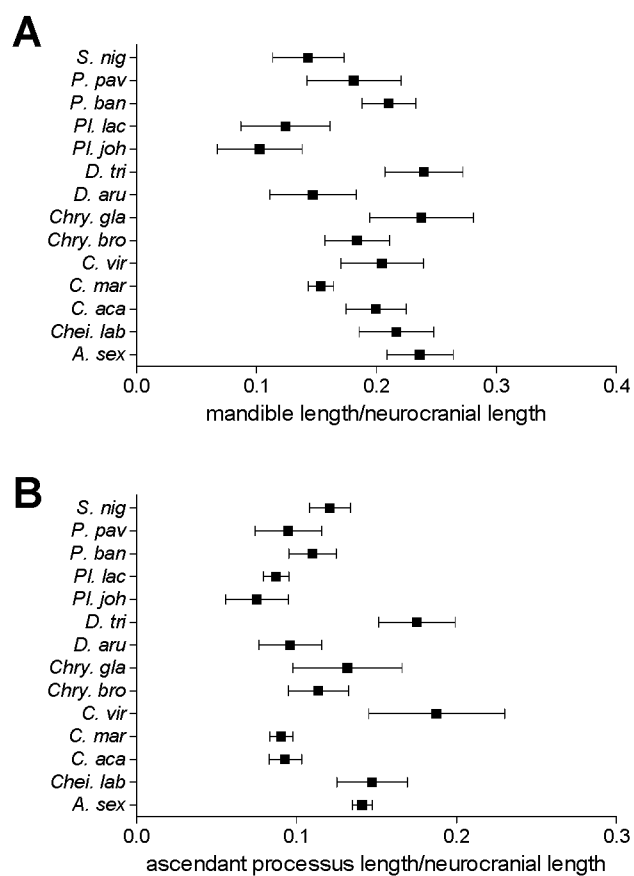 A
S. nig
P. pav
P. ban
Pl. lac
Pl. joh
D. tri
D. aru
Chry. gla
Chry. bro
C. vir
C. mar
C. aca
Chei. lab
A. sex
0.0 0.1 0.2 0.3 0.4
mandible length/neurocranial length
B
S. nig
P. pav
P. ban
Pl. lac
Pl. joh
D. tri
D. aru
Chry. gla
Chry. bro
C. vir
C. mar
C. aca
Chei. lab
A. sex
0.0 0.1 0.2 0.3
ascendant processus length/neurocranial length